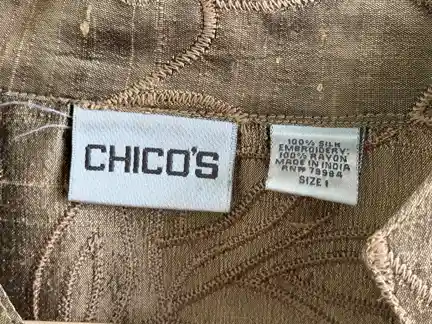 CHICO'S
100% SILK
EMBROIDERY:
100% RAYON
MADE IN INDIA
RN# 79984
SIZE 1